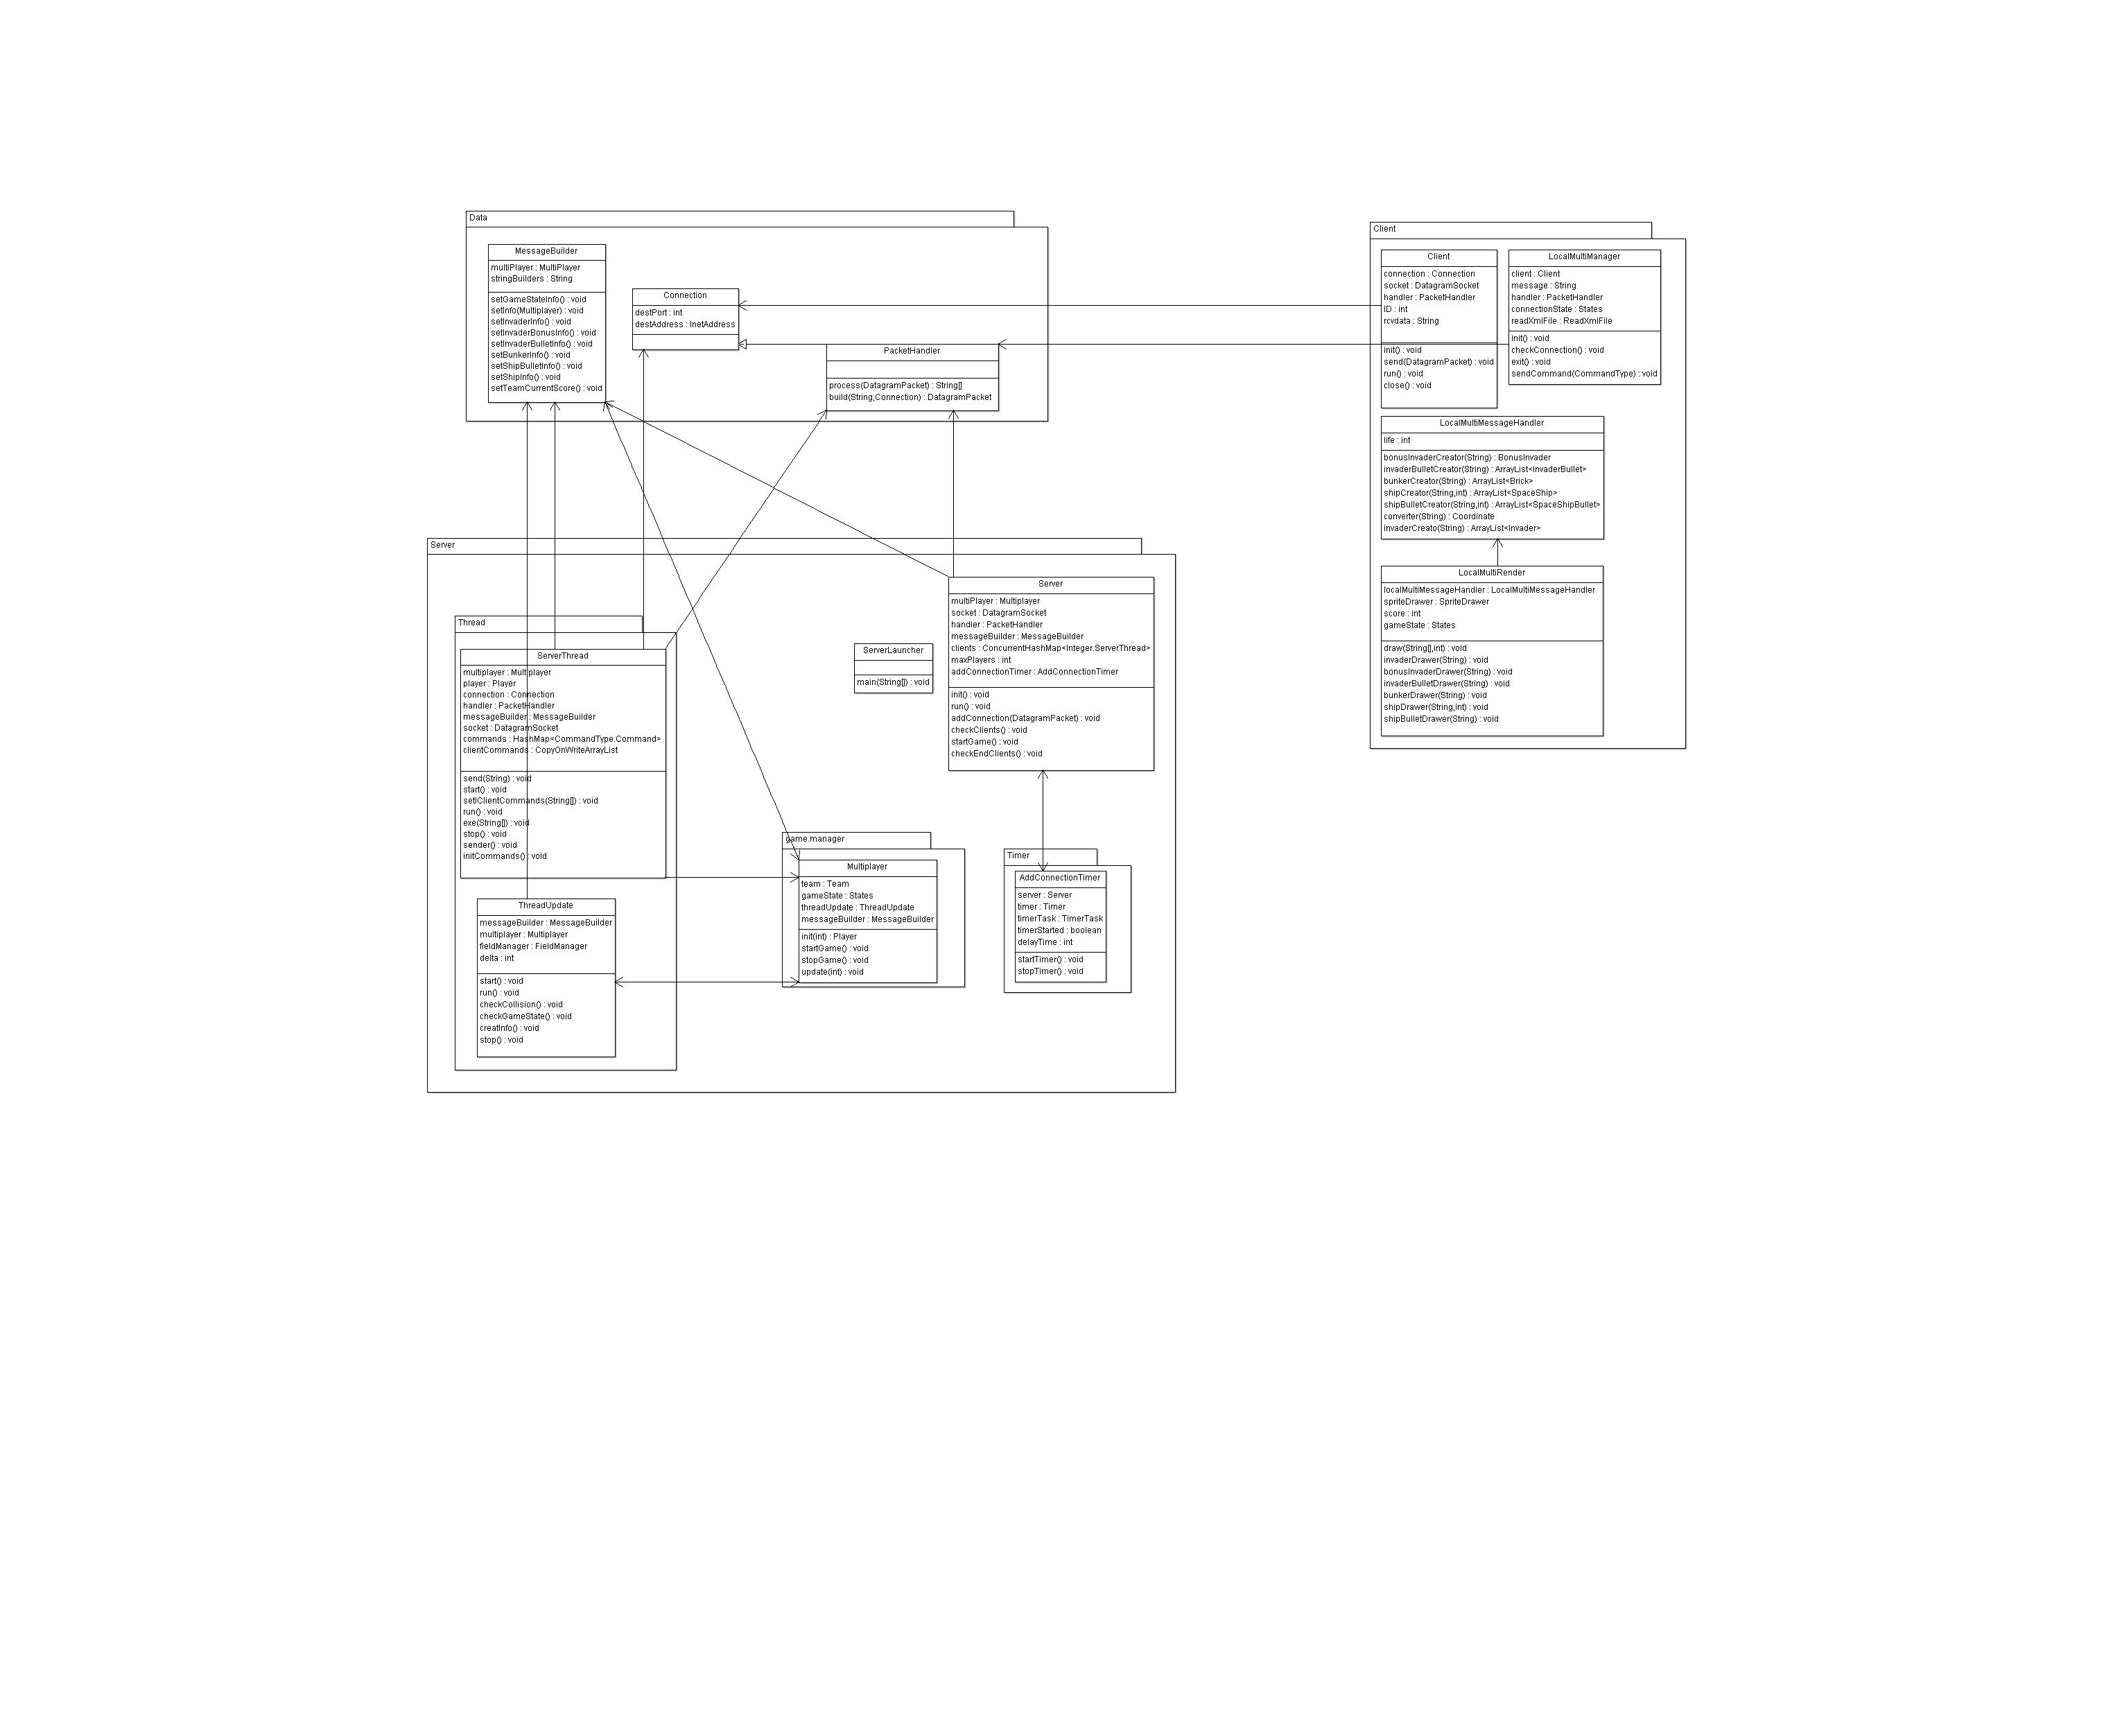 Data
MessageBuilder
multiPlayer : MultiPlayer
stringBuilders : String
setGameStateInfo() : void
setInfo(Multiplayer) : void
setInvaderInfo() : void
setInvaderBonusInfo() : void
setInvaderBulletInfo() : void
setBunkerInfo() : void
setShipBulletInfo() : void
setShipInfo() : void
setTeamCurrentScore() : void
Connection
destPort : int
destAddress : InetAddress
PacketHandler
process(DatagramPacket) : String[]
build(String,Connection) : DatagramPacket
Client
Client
connection : Connection
socket : DatagramSocket
handler : PacketHandler
ID : int
rcvdata : String
init() : void
send(DatagramPacket) : void
run() : void
close() : void
LocalMultiManager
client : Client
message : String
handler : PacketHandler
connectionState : States
readXmlFile : ReadXmlFile
init() : void
checkConnection() : void
exit() : void
sendCommand(CommandType) : void
LocalMultiMessageHandler
life : int
bonusInvaderCreator(String) : BonusInvader
invaderBulletCreator(String) : ArrayList<InvaderBullet>
bunkerCreator(String) : ArrayList<Brick>
shipCreator(String,int) : ArrayList<SpaceShip>
shipBulletCreator(String,int) : ArrayList<SpaceShipBullet>
converter(String) : Coordinate
invaderCreato(String) : ArrayList<Invader>
LocalMultiRender
localMultiMessageHandler : LocalMultiMessageHandler
spriteDrawer : SpriteDrawer
score : int
gameState : States
draw(String[],int) : void
invaderDrawer(String) : void
bonusInvaderDrawer(String) : void
invaderBulletDrawer(String) : void
bunkerDrawer(String) : void
shipDrawer(String,int) : void
shipBulletDrawer(String) : void
Server
Thread
ServerThread
multiplayer : Multiplayer
player : Player
connection : Connection
handler : PacketHandler
messageBuilder : MessageBuilder
socket : DatagramSocket
commands : HashMap<CommandType.Command>
clientCommands : CopyOnWriteArrayList
send(String) : void
start() : void
setIClientCommands(String[]) : void
run() : void
exe(String[]) : void
stop() : void
sender() : void
initCommands() : void
ThreadUpdate
messageBuilder : MessageBuilder
multiplayer : Multiplayer
fieldManager : FieldManager
delta : int
start() : void
run() : void
checkCollision() : void
checkGameState() : void
creatInfo() : void
stop() : void
ServerLauncher
main(String[]) : void
Server
multiPlayer : Multiplayer
socket : DatagramSocket
handler : PacketHandler
messageBuilder : MessageBuilder
clients : ConcurrentHashMap<Integer.ServerThread>
maxPlayers : int
addConnectionTimer : AddConnectionTimer
init() : void
run() : void
addConnection(DatagramPacket) : void
checkClients() : void
startGame() : void
checkEndClients() : void
game.manager
Multiplayer
team : Team
gameState : States
threadUpdate : ThreadUpdate
messageBuilder : MessageBuilder
init(int) : Player
startGame() : void
stopGame() : void
update(int) : void
Timer
AddConnectionTimer
server : Server
timer : Timer
timerTask : TimerTask
timerStarted : boolean
delayTime : int
startTimer() : void
stopTimer() : void